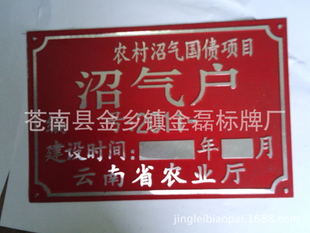 农村沼气国债项目
沼气户
苍南县金乡镇金磊标牌厂
建设时间: 年 月
云南省农业厅
jingleibianpai.1688.com